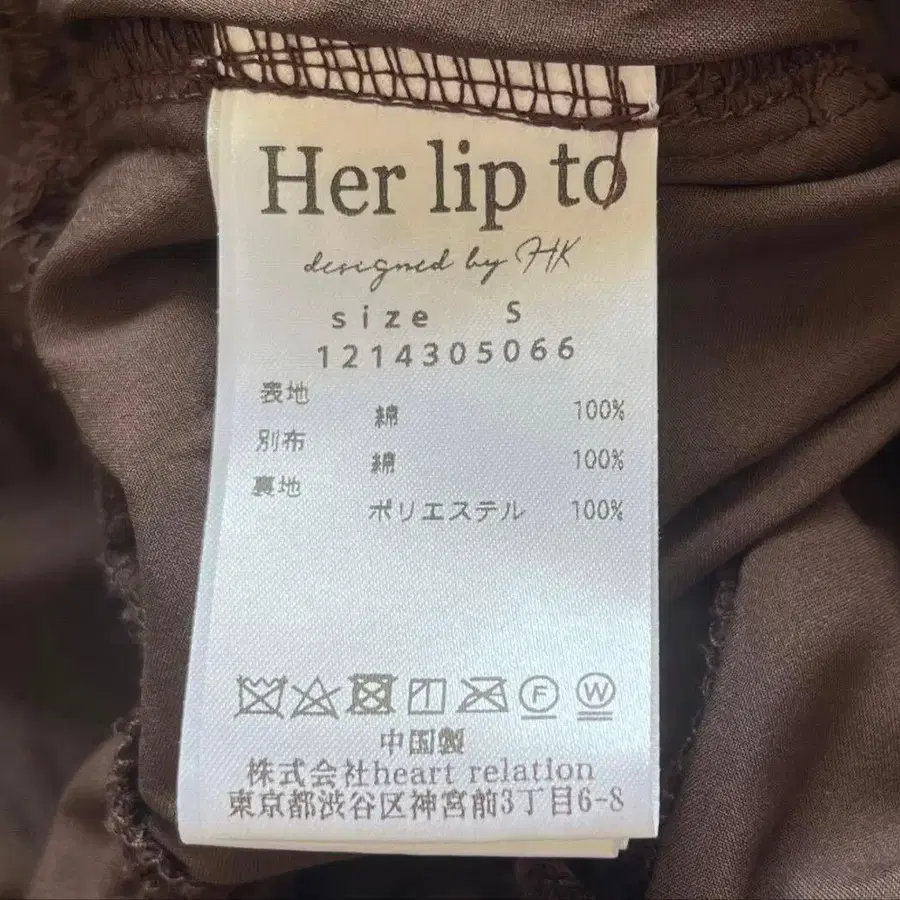 Her lip to
designed by HK
size S
1214305066
表地
綿 100%
別布
綿 100%
裏地
ポリエステル 100%
F W
中国製
株式会社heart relation
東京都渋谷区神宮前3丁目6-8